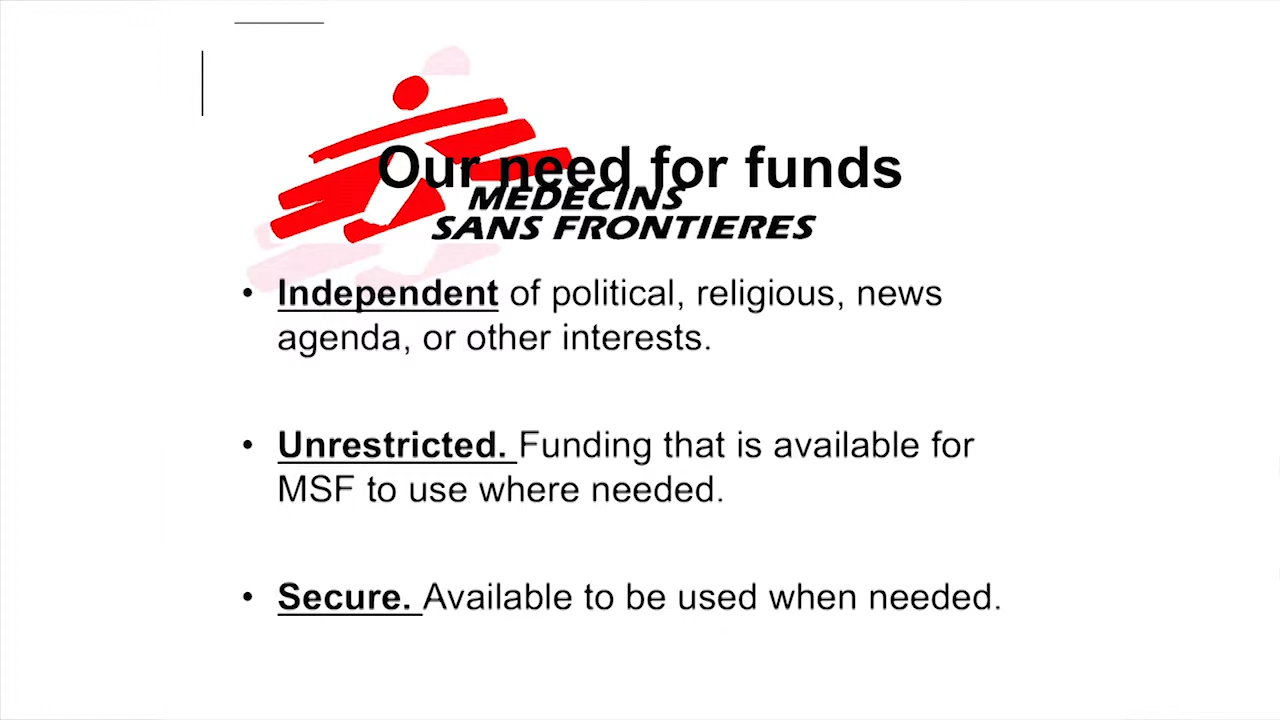 Our need for funds
MEDECINS
SANS FRONTIERES
• Independent of political, religious, news
agenda, or other interests.
• Unrestricted. Funding that is available for
MSF to use where needed.
• Secure. Available to be used when needed.